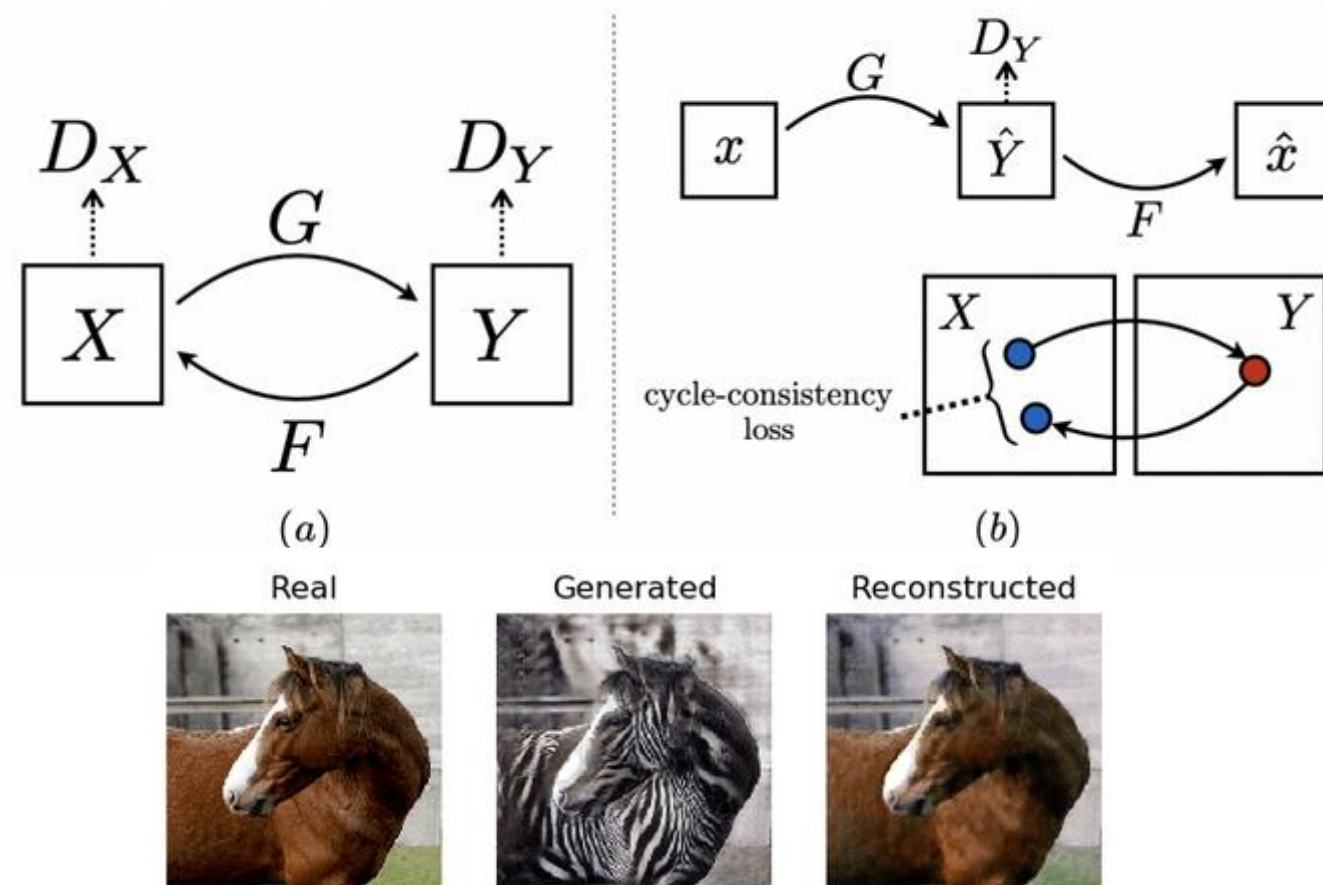 D_X
D_Y
G
X
Y
F
(a)
D_Y
G
x
Ŷ
x̂
F
X
Y
cycle-consistency
loss
(b)
Real
Generated
Reconstructed